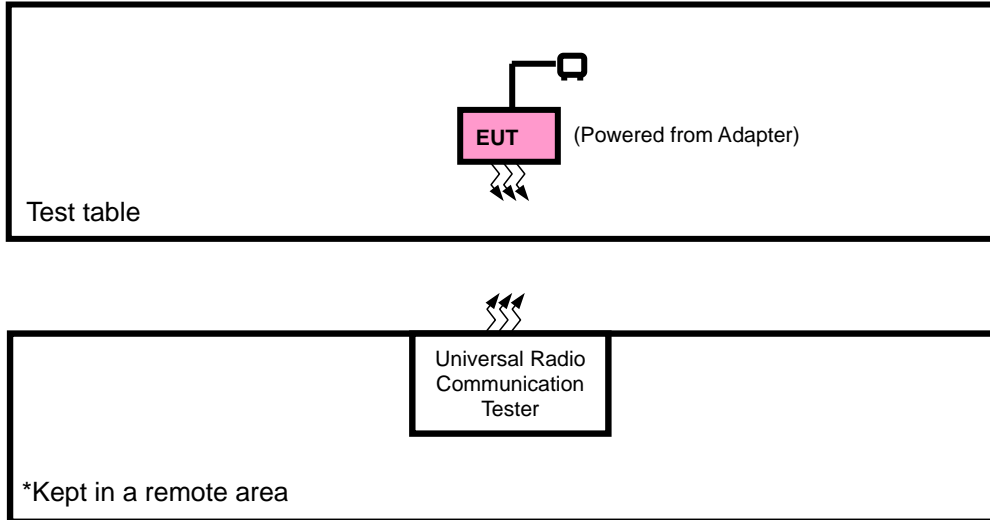 EUT
(Powered from Adapter)
Test table
Universal Radio
Communication
Tester
*Kept in a remote area